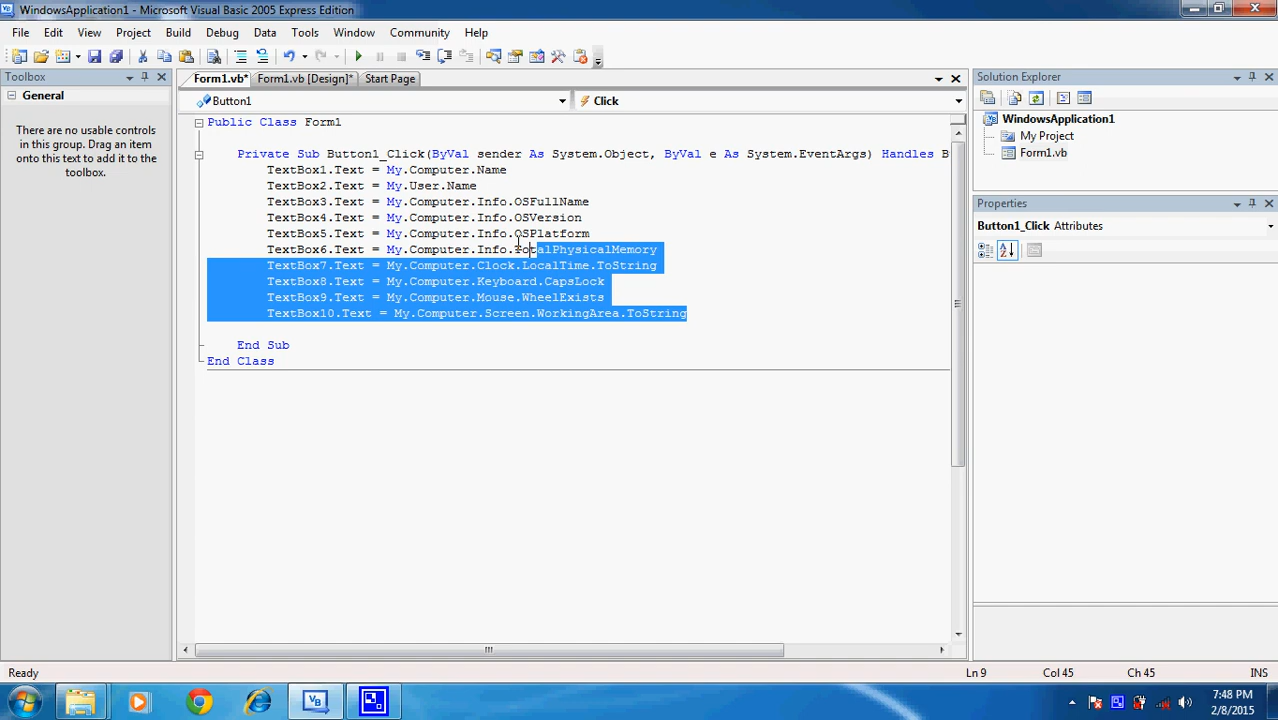 WindowsApplication1 - Microsoft Visual Basic 2005 Express Edition
File Edit View Project Build Debug Data Tools Window Community Help
Toolbox
General
There are no usable controls
in this group. Drag an item
onto this text to add it to the
toolbox.
Form1.vb* Form1.vb [Design]* Start Page
Button1 Click
Public Class Form1
Private Sub Button1_Click(ByVal sender As System.Object, ByVal e As System.EventArgs) Handles B
TextBox1.Text = My.Computer.Name
TextBox2.Text = My.User.Name
TextBox3.Text = My.Computer.Info.OSFullName
TextBox4.Text = My.Computer.Info.OSVersion
TextBox5.Text = My.Computer.Info.OSPlatform
TextBox6.Text = My.Computer.Info.TotalPhysicalMemory
TextBox7.Text = My.Computer.Clock.LocalTime.ToString
TextBox8.Text = My.Computer.Keyboard.CapsLock
TextBox9.Text = My.Computer.Mouse.WheelExists
TextBox10.Text = My.Computer.Screen.WorkingArea.ToString
End Sub
End Class
Solution Explorer
WindowsApplication1
My Project
Form1.vb
Properties
Button1_Click Attributes
Ready Ln 9 Col 45 Ch 45 INS
7:48 PM
2/8/2015